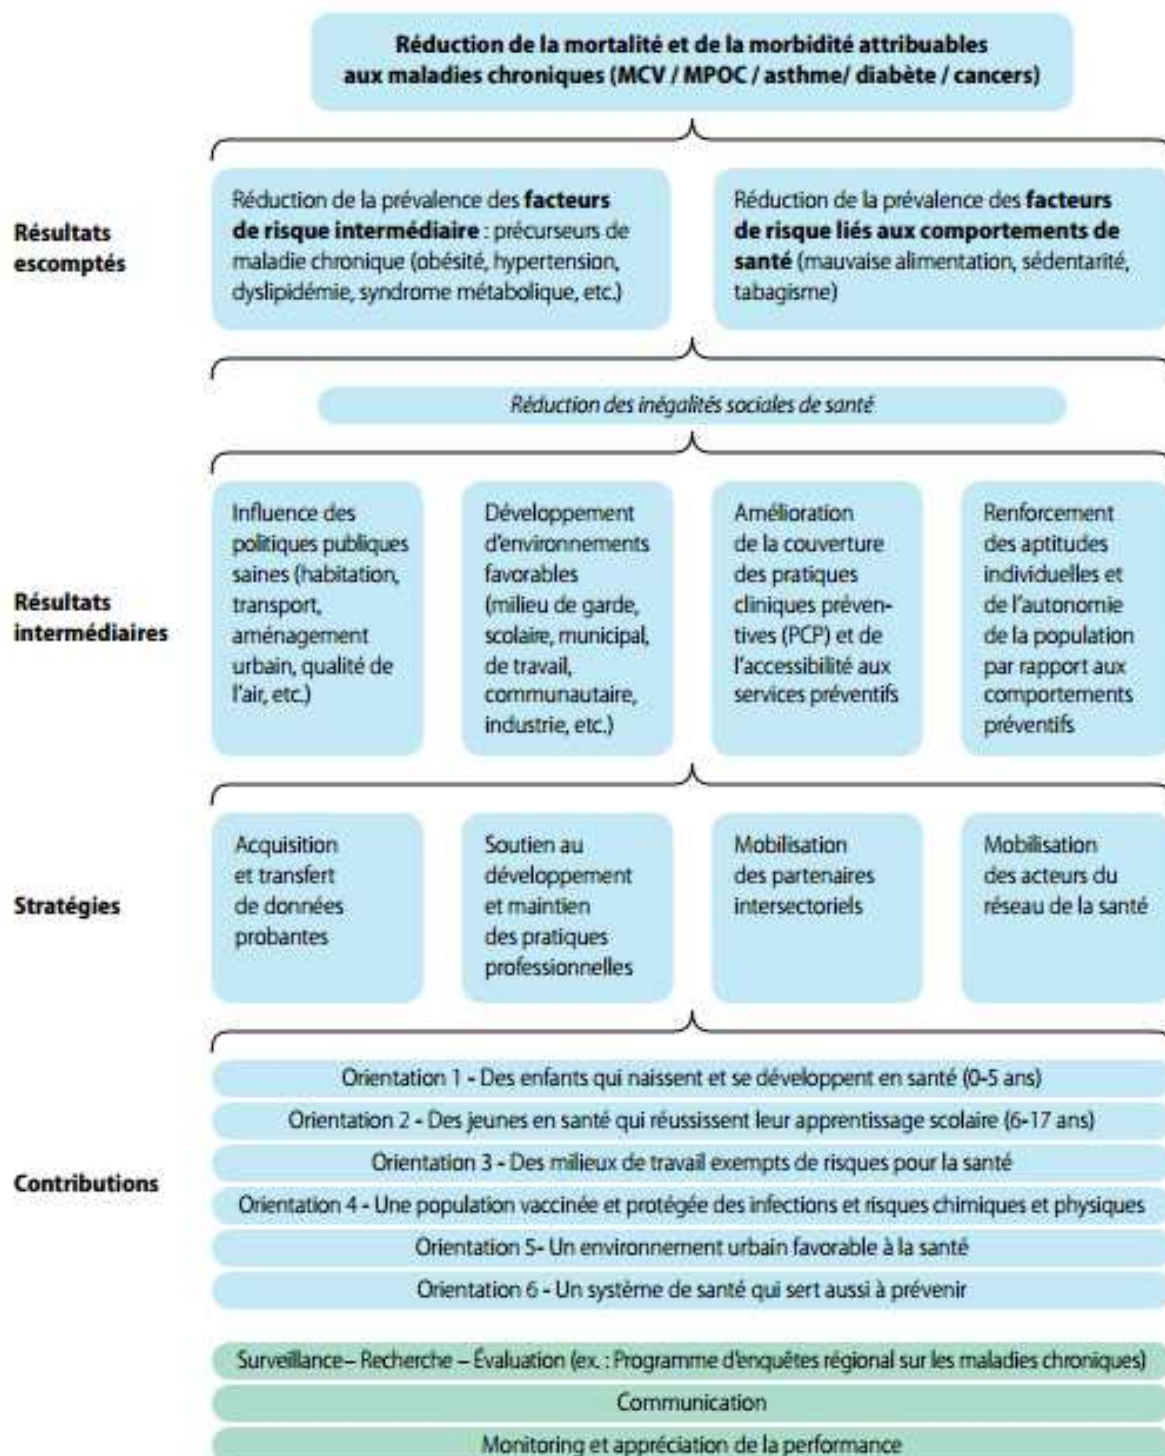 Réduction de la mortalité et de la morbidité attribuables
aux maladies chroniques (MCV / MPOC / asthme/ diabète / cancers)
Résultats
escomptés
Réduction de la prévalence des facteurs
de risque intermédiaire : précurseurs de
maladie chronique (obésité, hypertension,
dyslipidémie, syndrome métabolique, etc.)
Réduction de la prévalence des facteurs
de risque liés aux comportements de
santé (mauvaise alimentation, sédentarité,
tabagisme)
Réduction des inégalités sociales de santé
Résultats
intermédiaires
Influence des
politiques publiques
saines (habitation,
transport,
aménagement
urbain, qualité de
l'air, etc.)
Développement
d'environnements
favorables
(milieu de garde,
scolaire, municipal,
de travail,
communautaire,
industrie, etc.)
Amélioration
de la couverture
des pratiques
cliniques préven-
tives (PCP) et de
l'accessibilité aux
services préventifs
Renforcement
des aptitudes
individuelles et
de l'autonomie
de la population
par rapport aux
comportements
préventifs
Stratégies
Acquisition
et transfert
de données
probantes
Soutien au
développement
et maintien
des pratiques
professionnelles
Mobilisation
des partenaires
intersectoriels
Mobilisation
des acteurs du
réseau de la santé
Contributions
Orientation 1 - Des enfants qui naissent et se développent en santé (0-5 ans)
Orientation 2 - Des jeunes en santé qui réussissent leur apprentissage scolaire (6-17 ans)
Orientation 3 - Des milieux de travail exempts de risques pour la santé
Orientation 4 - Une population vaccinée et protégée des infections et risques chimiques et physiques
Orientation 5- Un environnement urbain favorable à la santé
Orientation 6 - Un système de santé qui sert aussi à prévenir
Surveillance– Recherche – Évaluation (ex. : Programme d'enquêtes régional sur les maladies chroniques)
Communication
Monitoring et appréciation de la performance